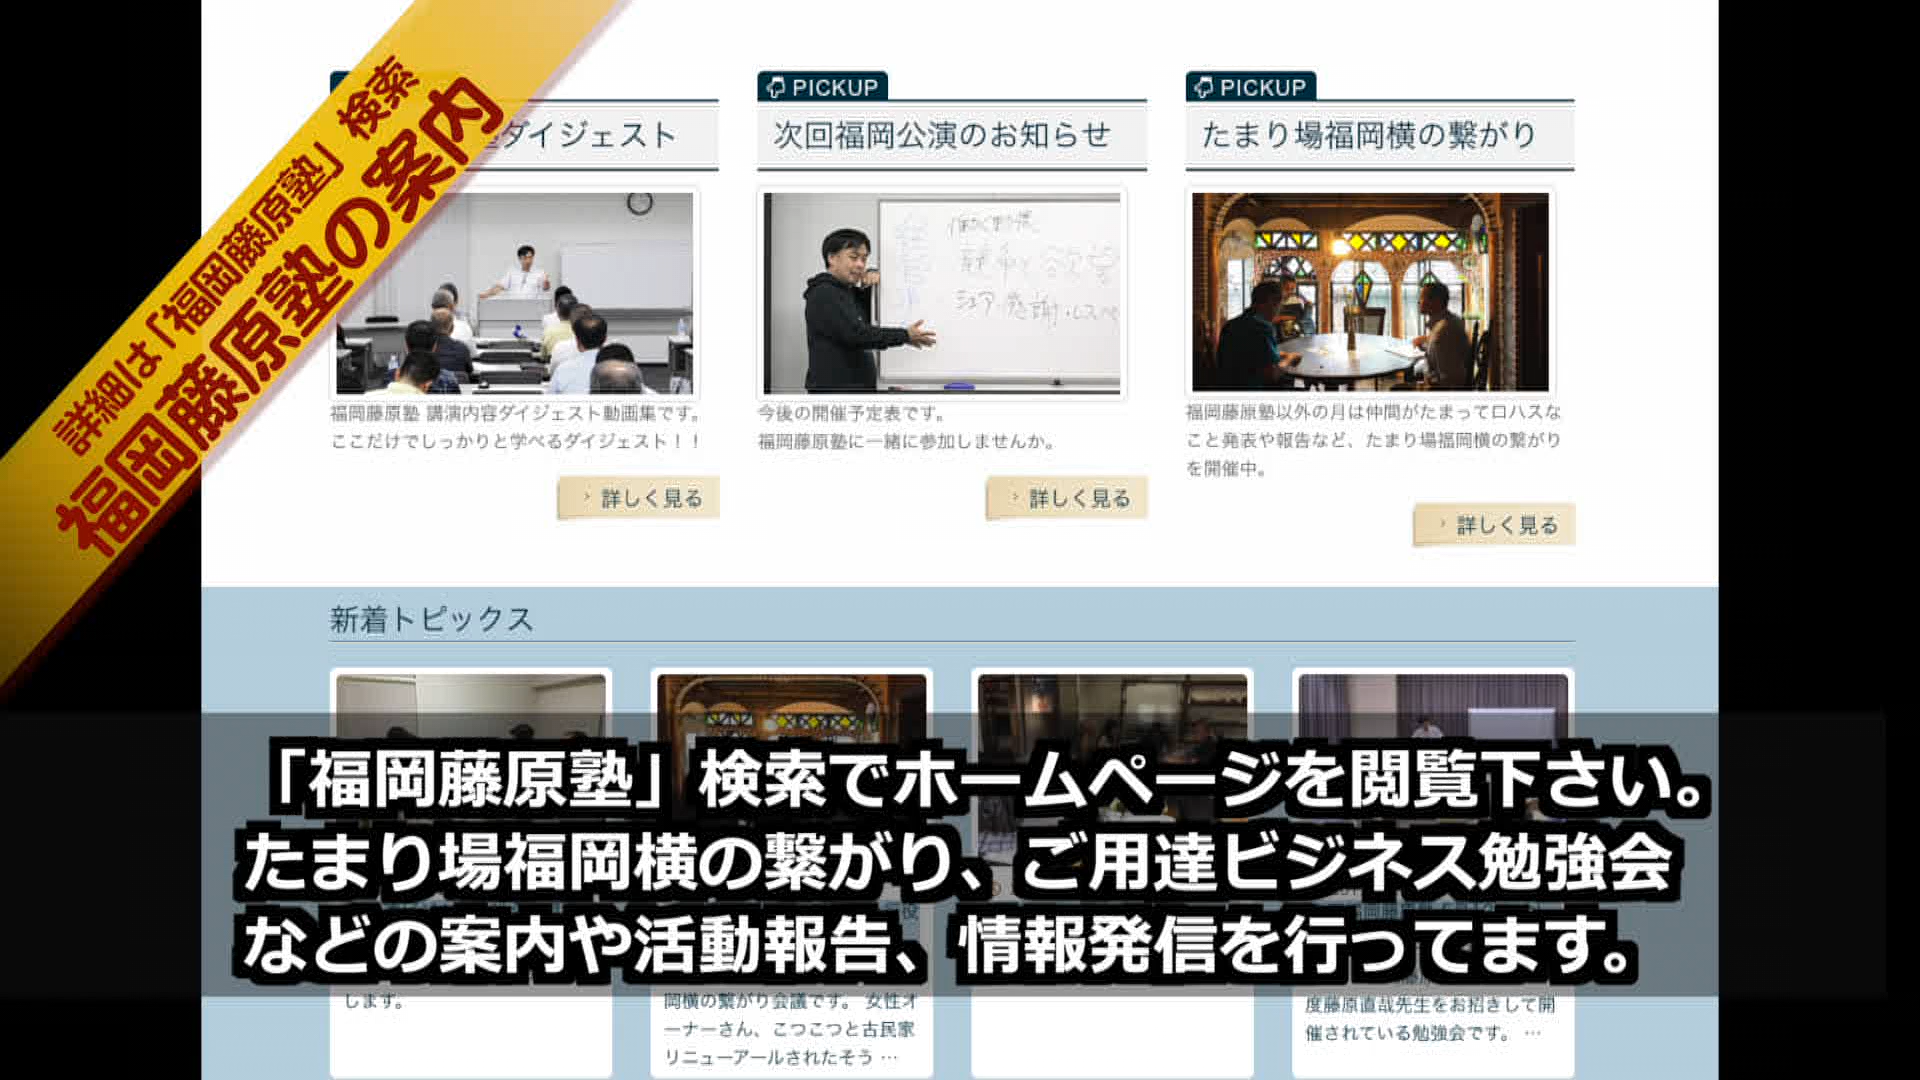 詳細は「福岡藤原塾」検索
福岡藤原塾の案内
ダイジェスト
福岡藤原塾 講演内容ダイジェスト動画集です。
ここだけでしっかりと学べるダイジェスト！！
詳しく見る
PICKUP
次回福岡公演のお知らせ
今後の開催予定表です。
福岡藤原塾に一緒に参加しませんか。
詳しく見る
PICKUP
たまり場福岡横の繋がり
福岡藤原塾以外の月は仲間がたまってロハスな
こと発表や報告など、たまり場福岡横の繋がり
を開催中。
詳しく見る
新着トピックス
「福岡藤原塾」検索でホームページを閲覧下さい。
たまり場福岡横の繋がり、ご用達ビジネス勉強会
などの案内や活動報告、情報発信を行ってます。
します。
岡横の繋がり会議です。 女性オ
ーナーさん、こつこつと古民家
リニューアールされたそう …
度藤原直哉先生をお招きして開
催されている勉強会です。 …